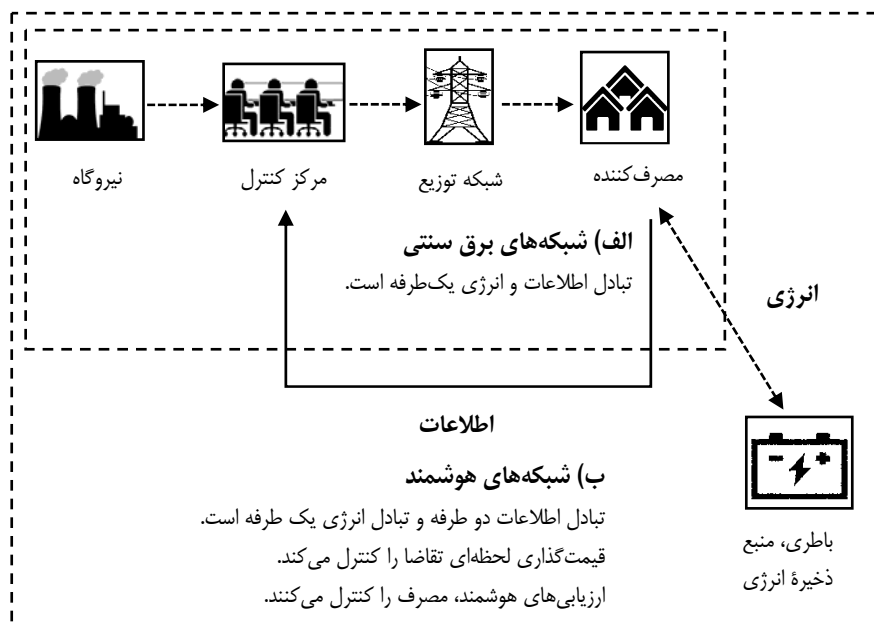 نیروگاه
مرکز کنترل
شبکه توزیع
مصرف‌کننده
الف) شبکه‌های برق سنتی
تبادل اطلاعات و انرژی یک‌طرفه است.
انرژی
اطلاعات
ب) شبکه‌های هوشمند
تبادل اطلاعات دو طرفه و تبادل انرژی یک طرفه است.
قیمت‌گذاری لحظه‌ای تقاضا را کنترل می‌کند.
ارزیابی‌های هوشمند، مصرف را کنترل می‌کنند.
باطری، منبع
ذخیرۀ انرژی